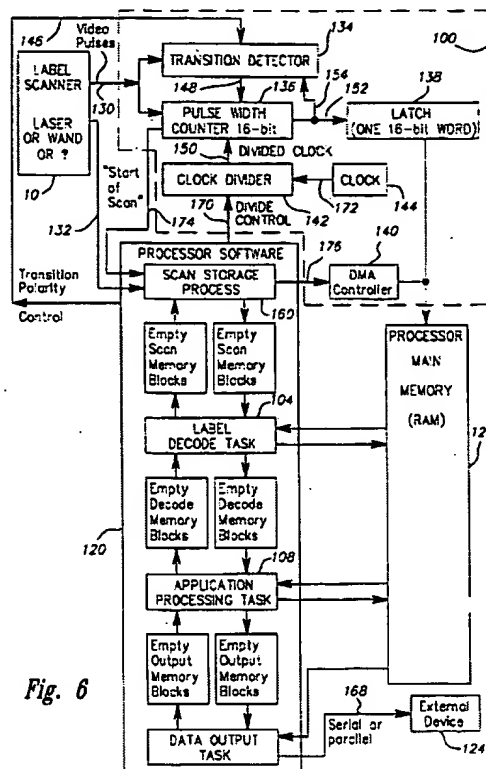 146
Video
Pulses
134
100
LABEL
SCANNER
LASER
OR WAND
OR ?
10
130
TRANSITION DETECTOR
148
136
154
152
138
PULSE WIDTH
COUNTER 16-bit
LATCH
(ONE 16-bit WORD)
150
DIVIDED CLOCK
"Start
of
Scan"
174
132
CLOCK DIVIDER
172
CLOCK
170
DIVIDE
CONTROL
142
144
176
140
PROCESSOR SOFTWARE
SCAN STORAGE
PROCESS
DMA
Controller
Transition
Polarity
Control
160
Empty
Scan
Memory
Blocks
Empty
Scan
Memory
Blocks
104
PROCESSOR
MAIN
MEMORY
(RAM)
LABEL
DECODE TASK
12
Empty
Decode
Memory
Blocks
Empty
Decode
Memory
Blocks
120
108
APPLICATION
PROCESSING TASK
Empty
Output
Memory
Blocks
Empty
Output
Memory
Blocks
Fig. 6
168
Serial or
parallel
External
Device
124
DATA OUTPUT
TASK